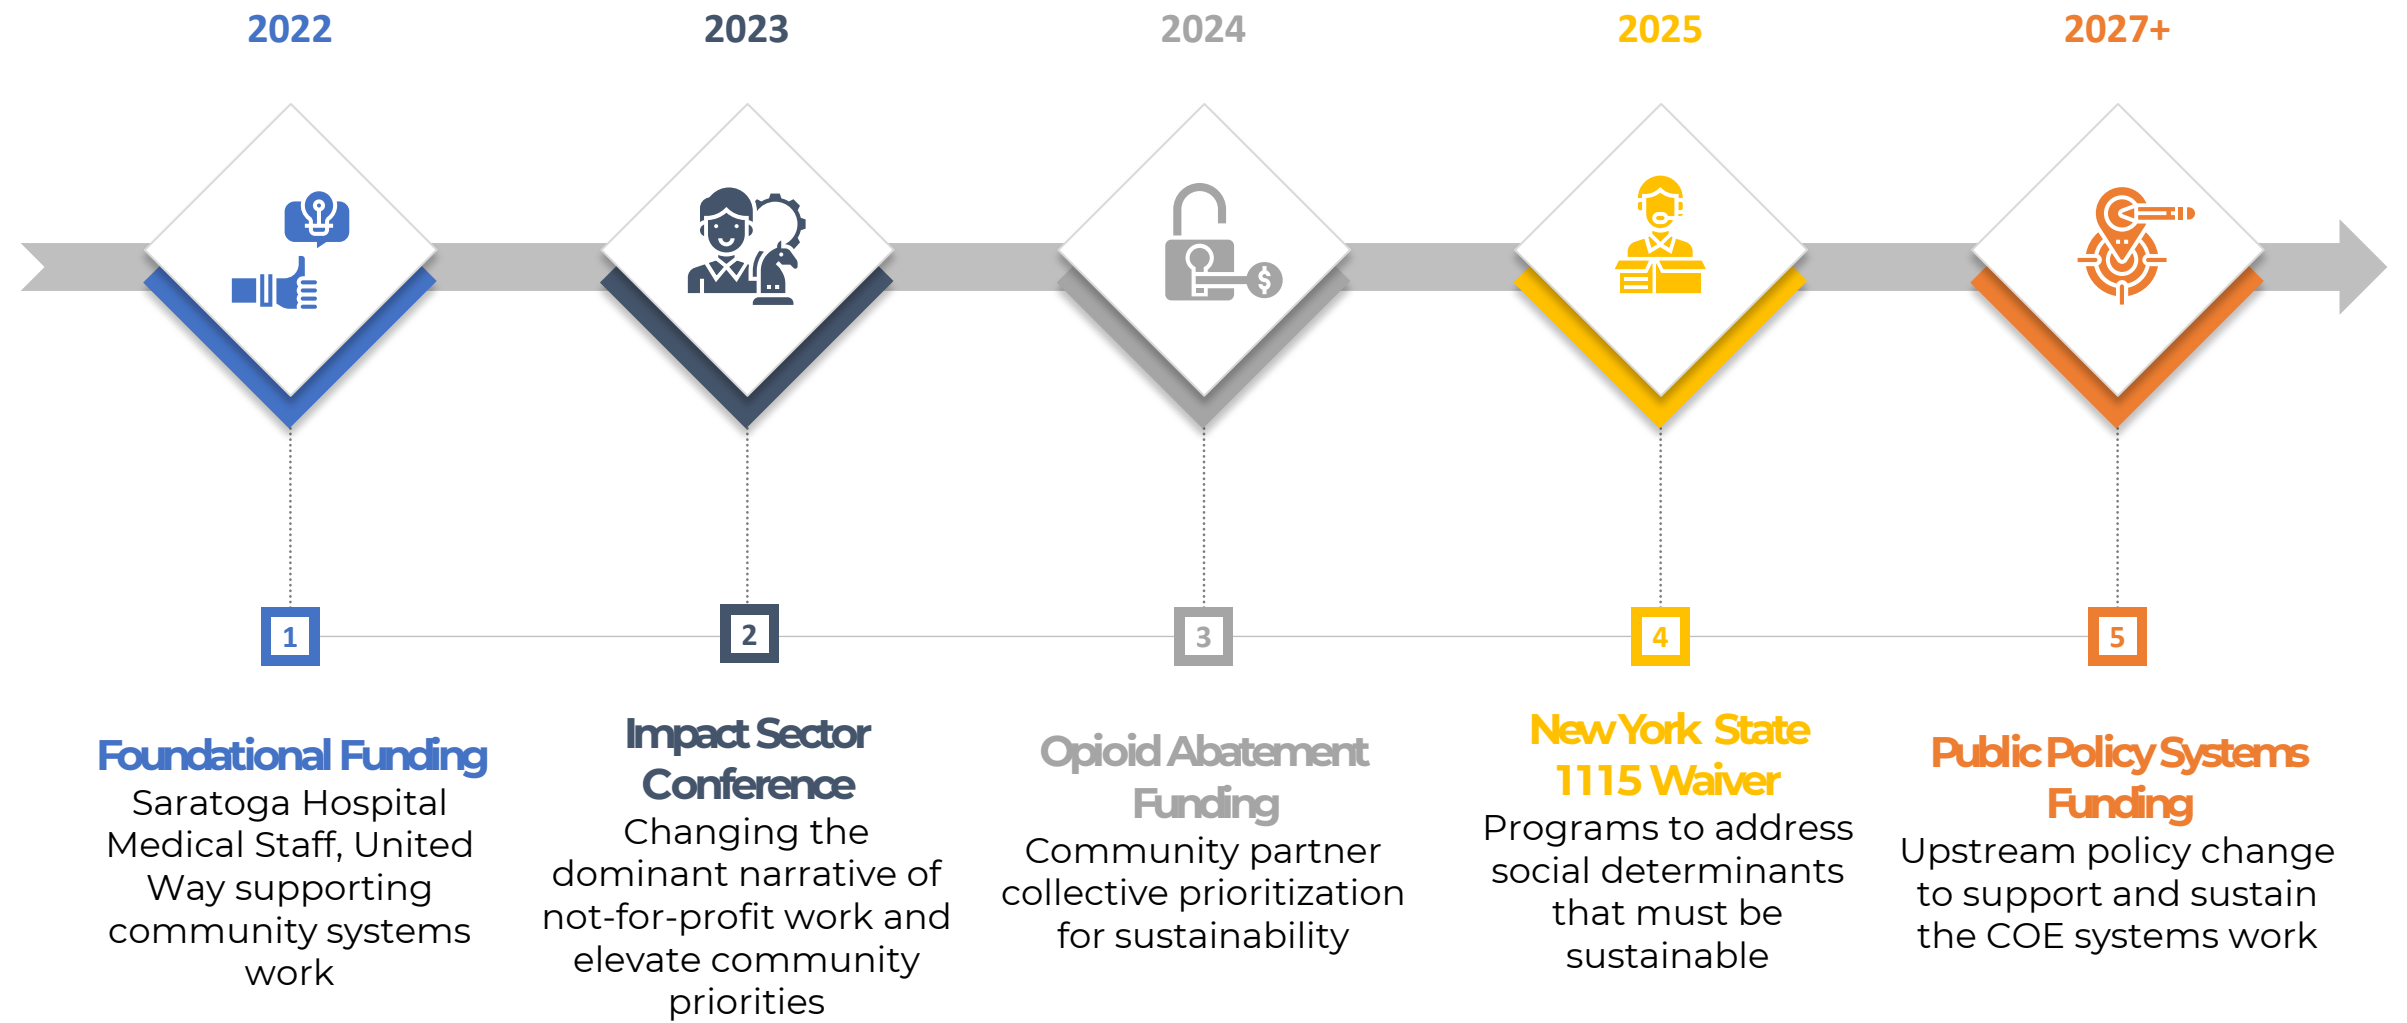 2022
2023
2024
2025
2027+
$
1
2
3
4
5
Foundational Funding
Saratoga Hospital
Medical Staff, United
Way supporting
community systems
work
Impact Sector
Conference
Changing the
dominant narrative of
not-for-profit work and
elevate community
priorities
Opioid Abatement
Funding
Community partner
collective prioritization
for sustainability
New York State
1115 Waiver
Programs to address
social determinants
that must be
sustainable
Public Policy Systems
Funding
Upstream policy change
to support and sustain
the COE systems work